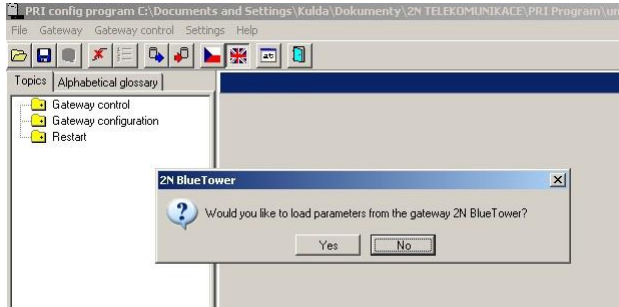 PRI config program C:\Documents and Settings\Kulda\Dokumenty\2N TELEKOMUNIKACE\PRI Program\un
File Gateway Gateway control Settings Help
Topics Alphabetical glossary
Gateway control
Gateway configuration
Restart
2N BlueTower
Would you like to load parameters from the gateway 2N BlueTower?
Yes No